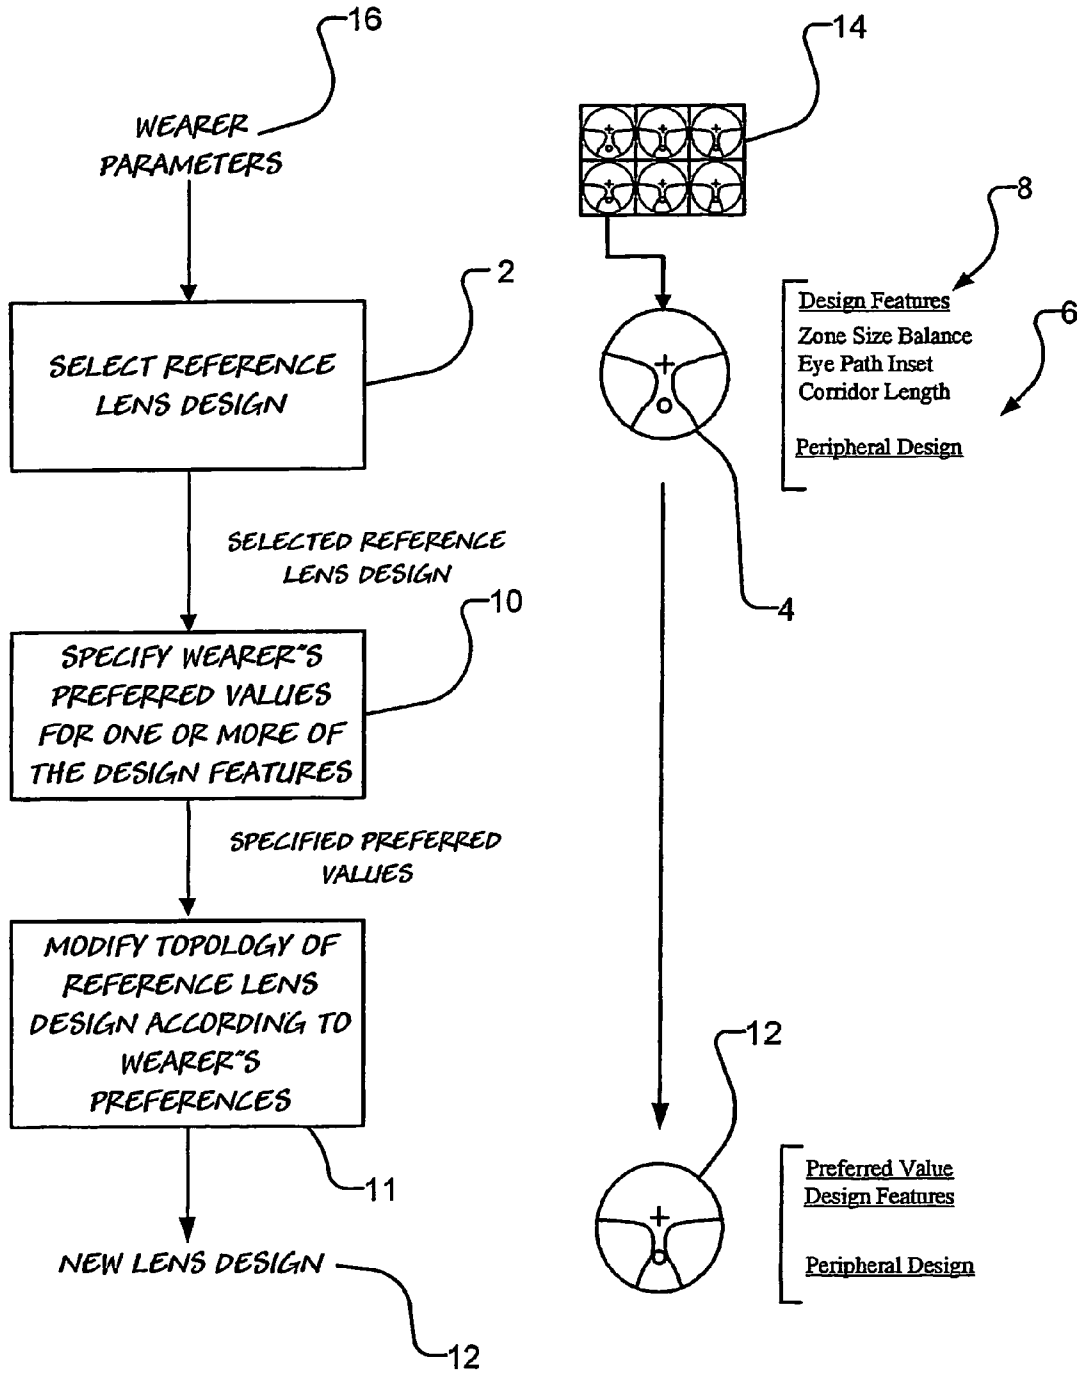 16
WEARER
PARAMETERS
2
SELECT REFERENCE
LENS DESIGN
SELECTED REFERENCE
LENS DESIGN
10
SPECIFY WEARER"S
PREFERRED VALUES
FOR ONE OR MORE OF
THE DESIGN FEATURES
SPECIFIED PREFERRED
VALUES
MODIFY TOPOLOGY OF
REFERENCE LENS
DESIGN ACCORDING TO
WEARER"S
PREFERENCES
11
NEW LENS DESIGN
12
14
8
Design Features
6
Zone Size Balance
Eye Path Inset
Corridor Length
Peripheral Design
4
12
Preferred Value
Design Features
Peripheral Design